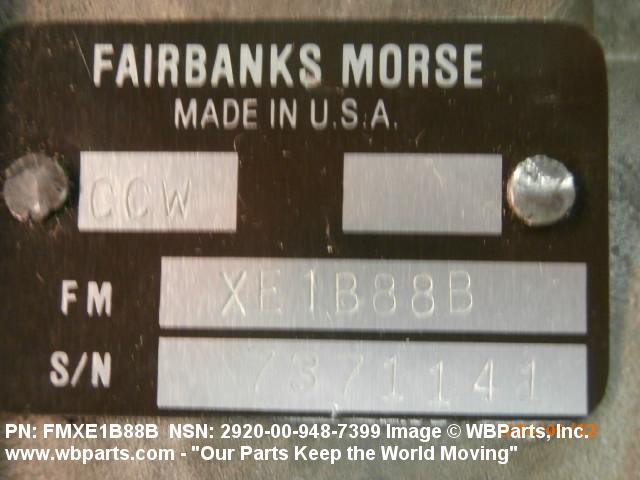 FAIRBANKS MORSE
MADE IN U.S.A.
CCW
FM XE1B88B
S/N 7371141
PN: FMXE1B88B NSN: 2920-00-948-7399 Image © WBParts, Inc.
www.wbparts.com - "Our Parts Keep the World Moving"